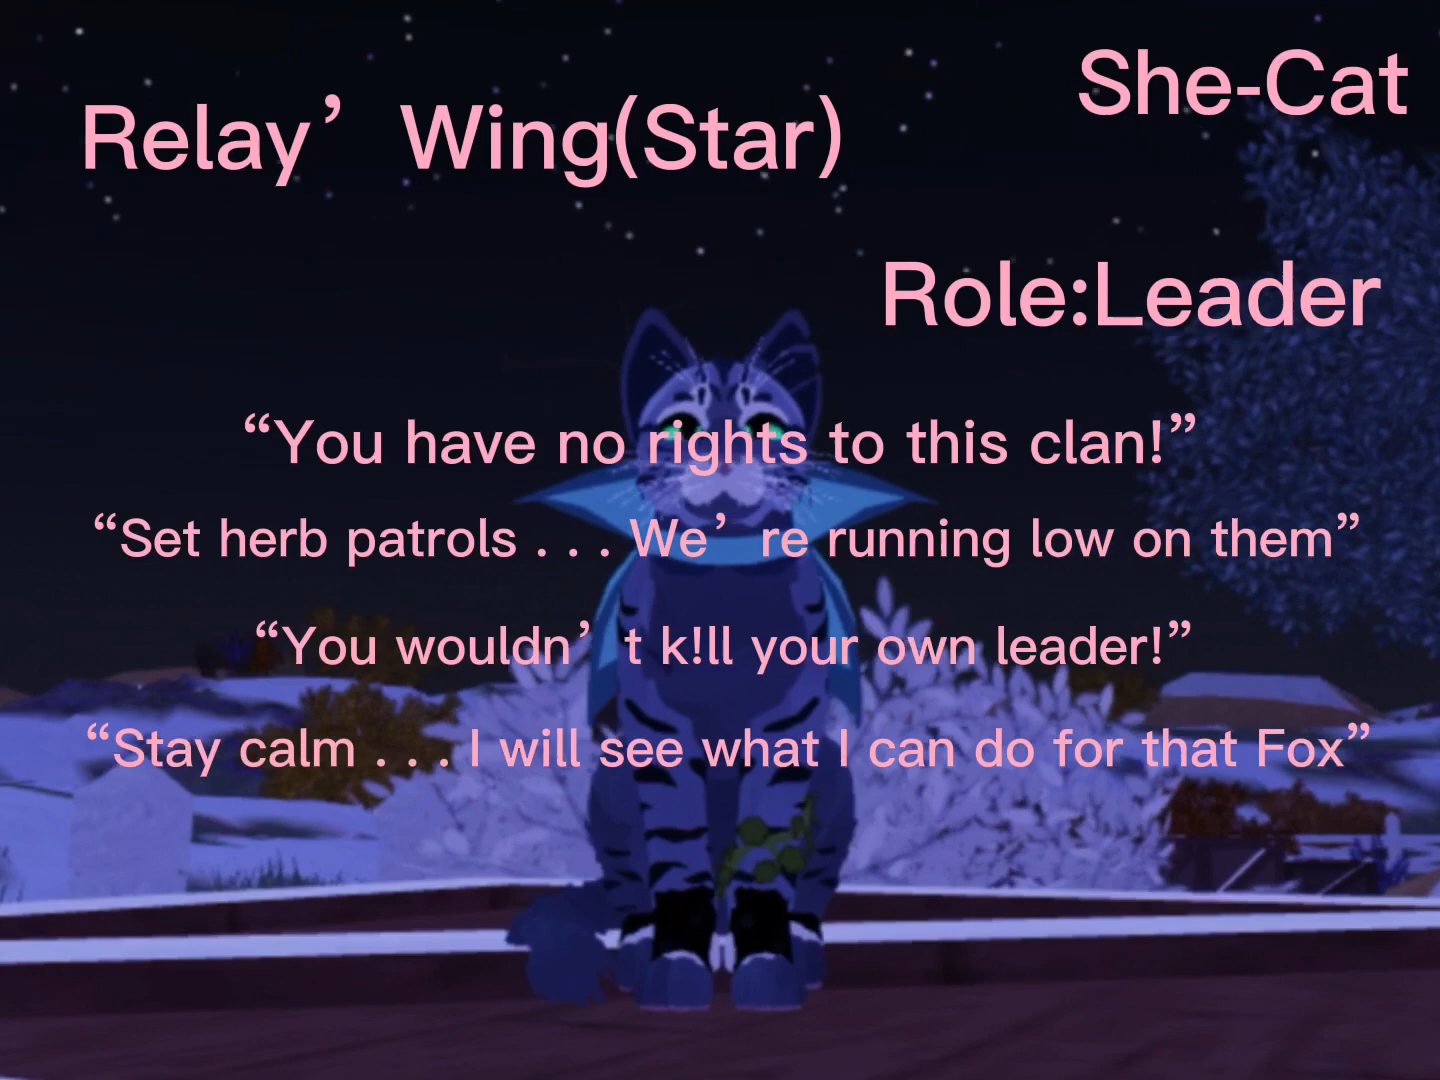 She-Cat
Relay’ Wing(Star)
Role:Leader
“You have no rights to this clan!”
“Set herb patrols . . . We’ re running low on them”
“You wouldn’ t k!ll your own leader!”
“Stay calm . . . I will see what I can do for that Fox”